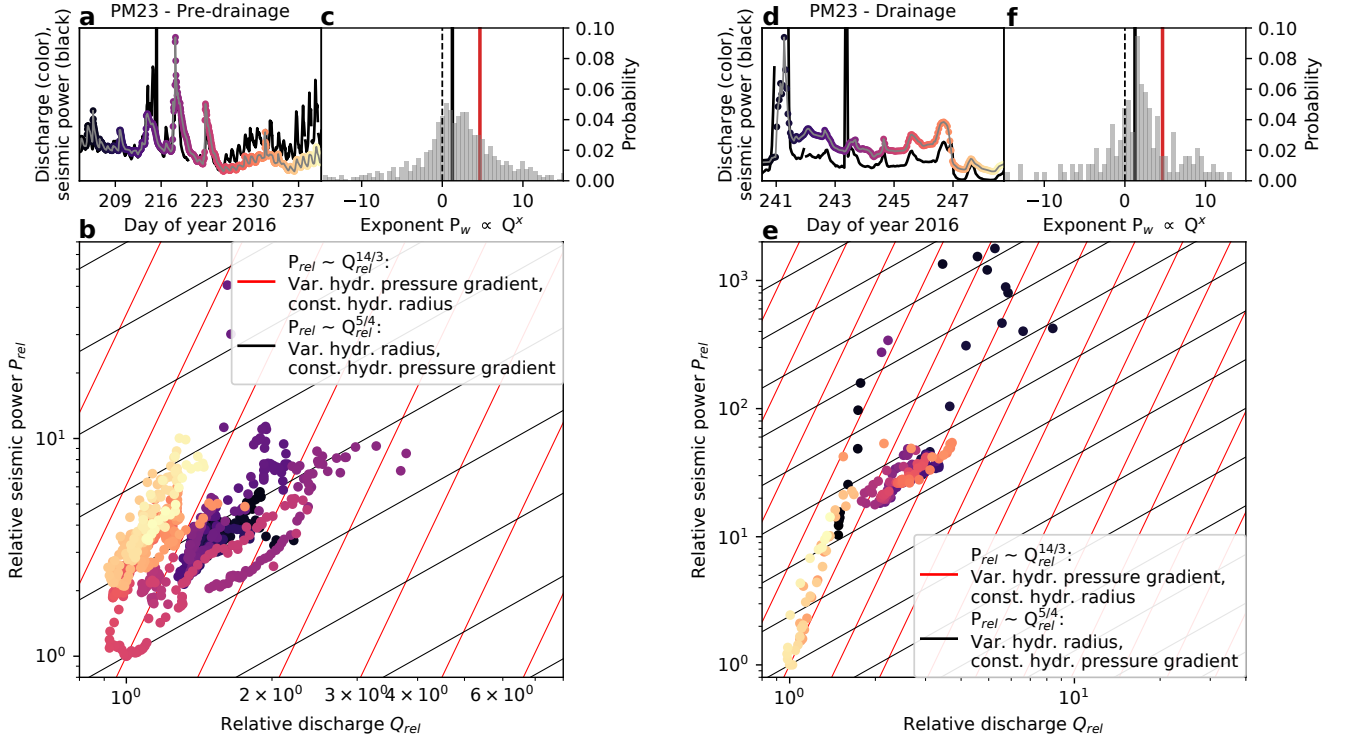 a
PM23 - Pre-drainage
c
Discharge (color),
seismic power (black)
209
216
223
230
237
Day of year 2016
−10
0
10
Exponent P_w ∝ Q^x
0.00
0.02
0.04
0.06
0.08
0.10
Probability
b
P_rel ~ Q_rel^14/3:
Var. hydr. pressure gradient,
const. hydr. radius
P_rel ~ Q_rel^5/4:
Var. hydr. radius,
const. hydr. pressure gradient
Relative seismic power P_rel
10^1
10^0
10^0
2 × 10^0
3 × 10^0
4 × 10^0
6 × 10^0
Relative discharge Q_rel
d
PM23 - Drainage
f
Discharge (color),
seismic power (black)
241
243
245
247
Day of year 2016
−10
0
10
Exponent P_w ∝ Q^x
0.00
0.02
0.04
0.06
0.08
0.10
Probability
e
Relative seismic power P_rel
10^3
10^2
10^1
10^0
P_rel ~ Q_rel^14/3:
Var. hydr. pressure gradient,
const. hydr. radius
P_rel ~ Q_rel^5/4:
Var. hydr. radius,
const. hydr. pressure gradient
10^0
10^1
Relative discharge Q_rel